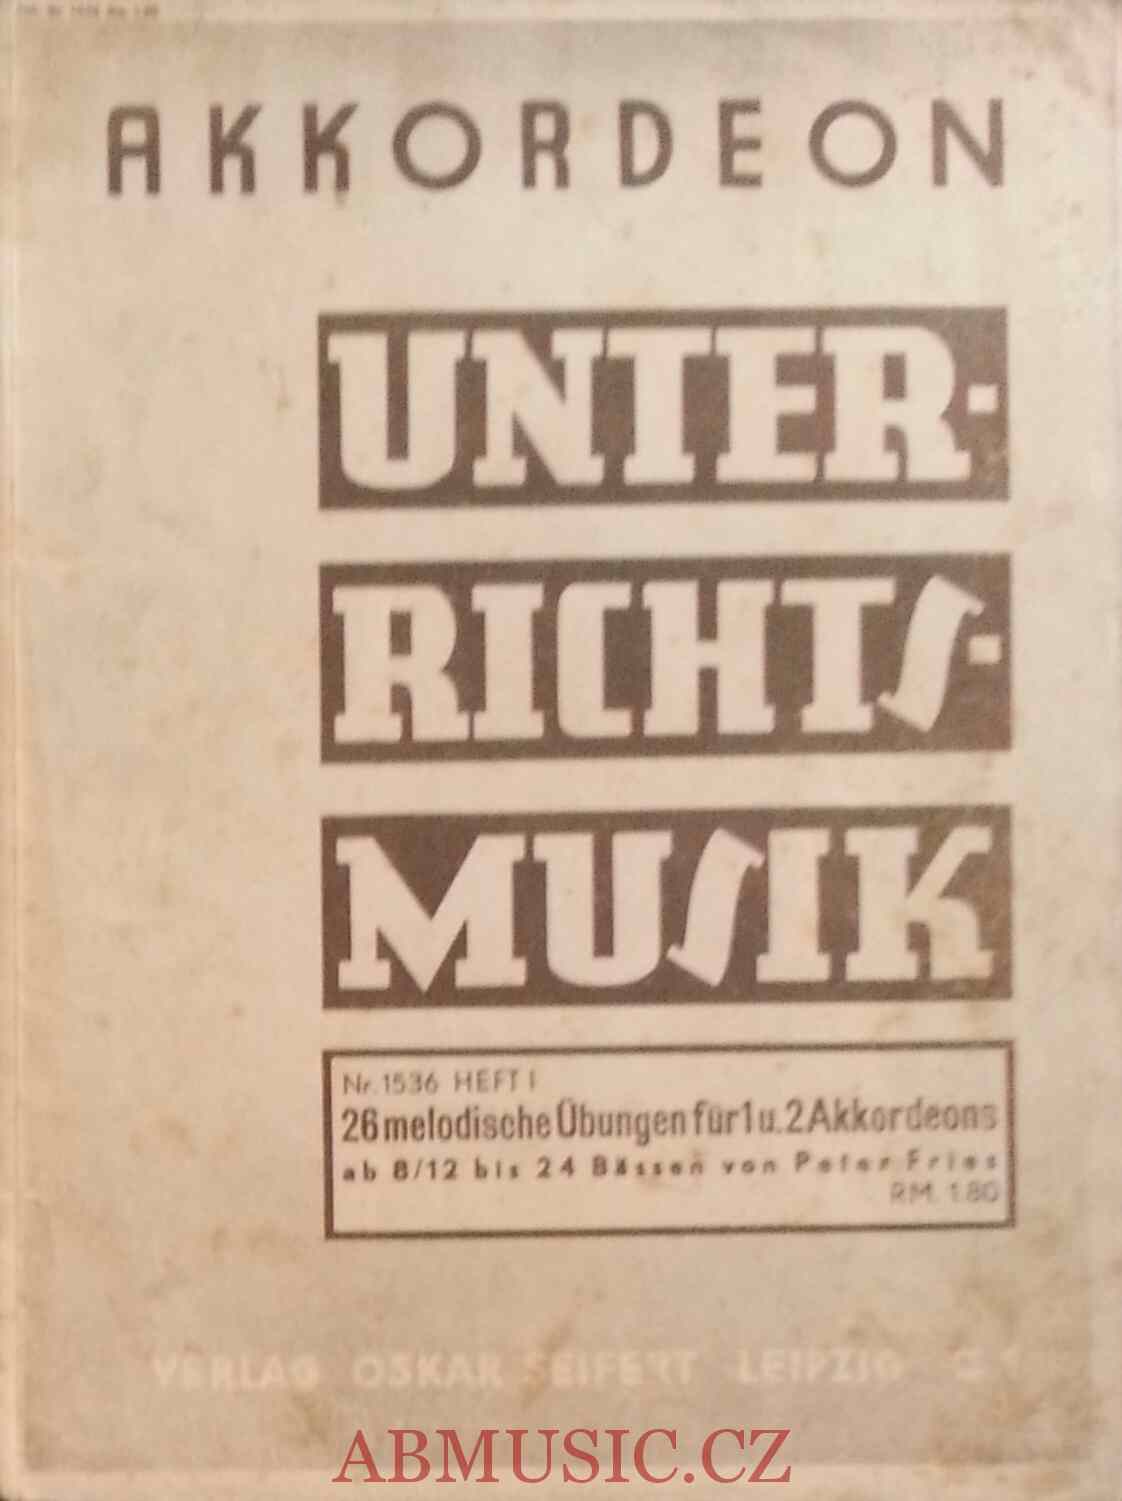 AKKORDEON
UNTER-
RICHTS-
MUSIK
Nr. 1536 HEFT I
26 melodische Übungen für 1 u. 2 Akkordeons
ab 8/12 bis 24 Bässen von Peter Fries
RM. 1.80
VERLAG OSKAR SEIFERT LEIPZIG
ABMUSIC.CZ